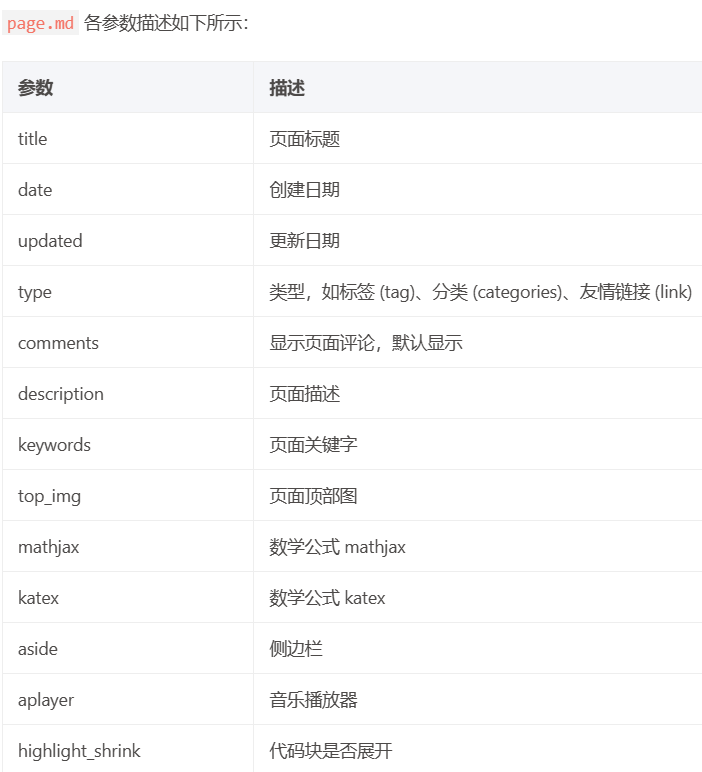 page.md 各参数描述如下所示：
参数 描述
title 页面标题
date 创建日期
updated 更新日期
type 类型，如标签 (tag)、分类 (categories)、友情链接 (link)
comments 显示页面评论，默认显示
description 页面描述
keywords 页面关键字
top_img 页面顶部图
mathjax 数学公式 mathjax
katex 数学公式 katex
aside 侧边栏
aplayer 音乐播放器
highlight_shrink 代码块是否展开